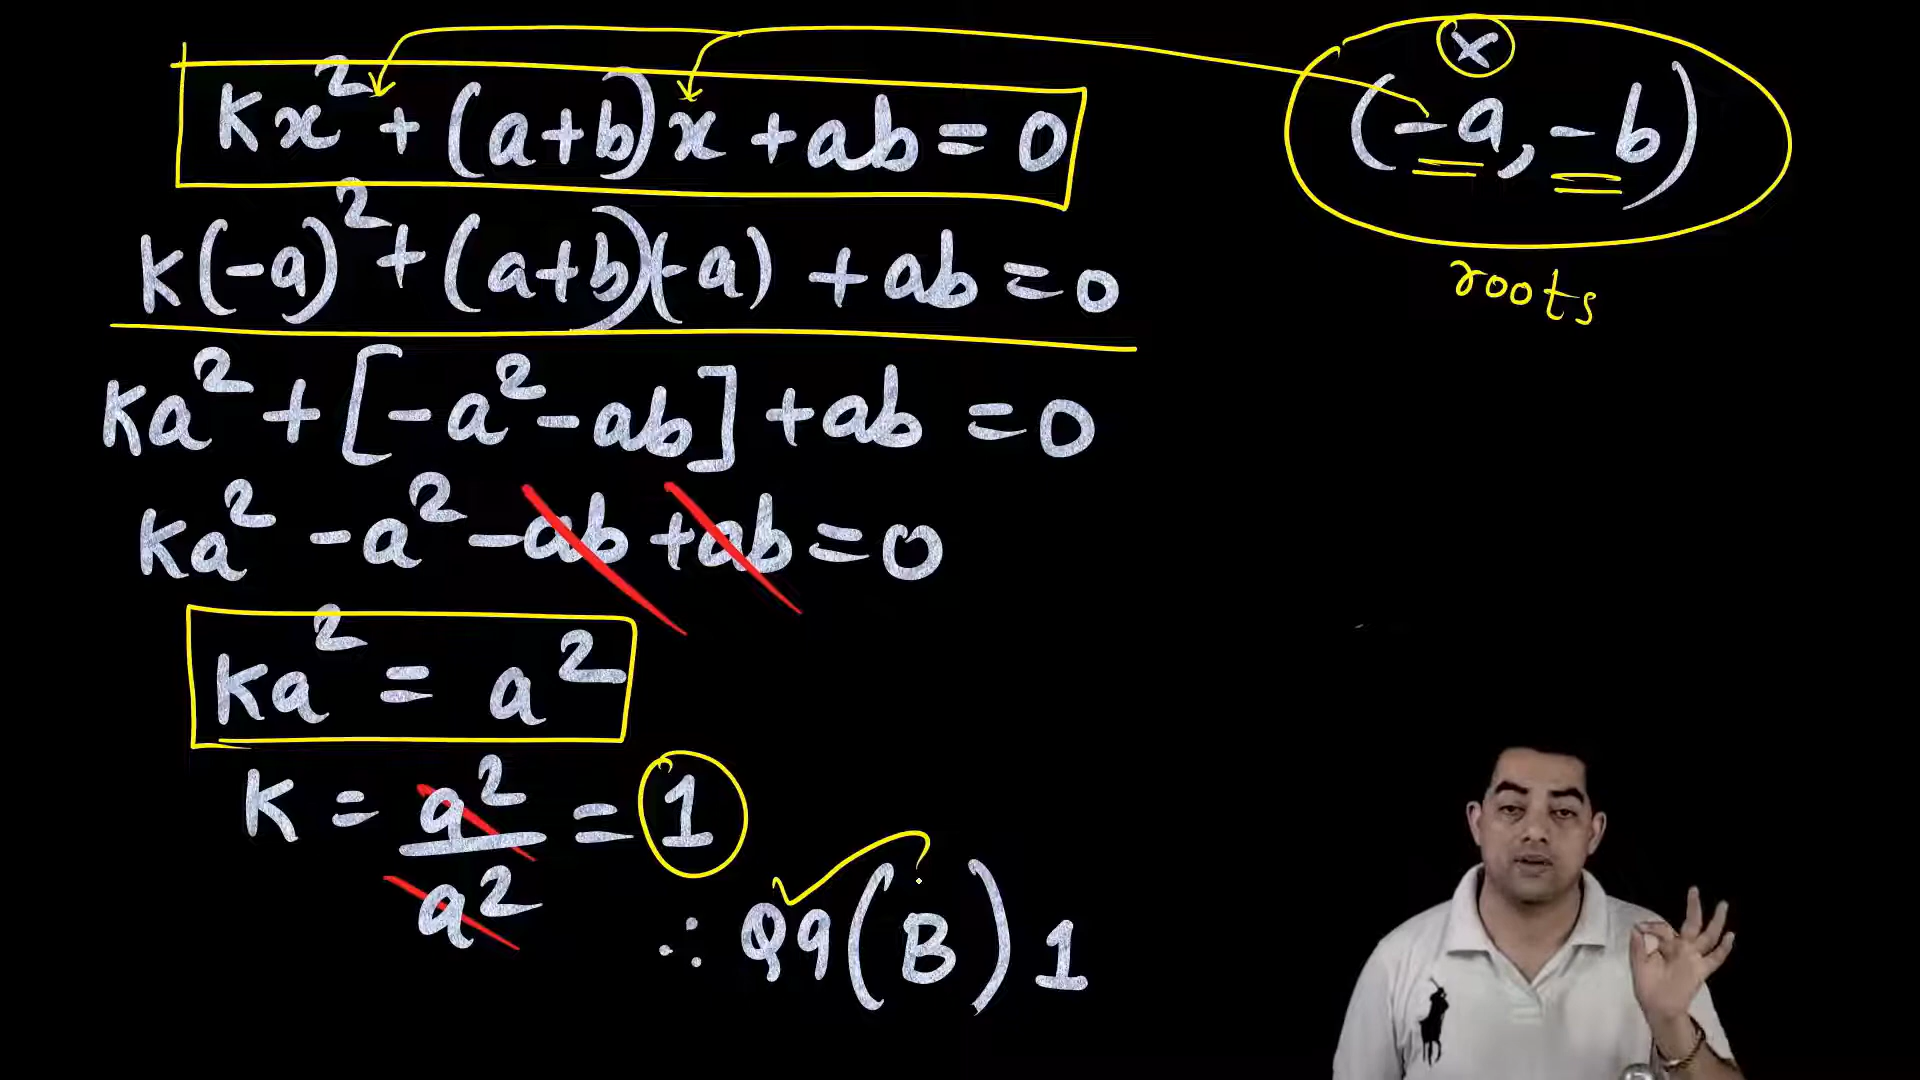 x
Kx² + (a+b)x + ab = 0
(-a, -b)
roots
k(-a)² + (a+b)(-a) + ab = 0
Ka² + [-a² - ab] + ab = 0
Ka² - a² - ab + ab = 0
Ka² = a²
K = a²/a² = 1
∴ Q9 (B) 1